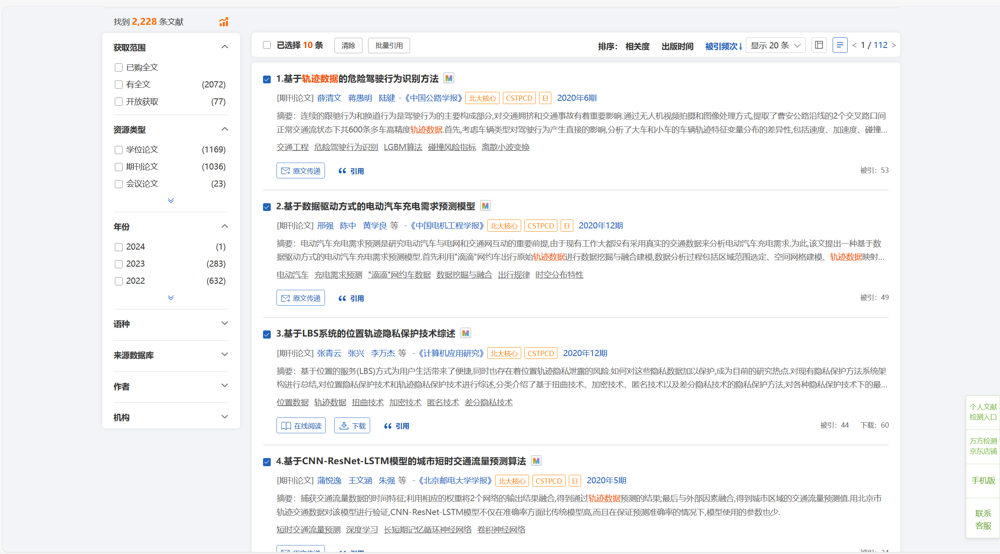 找到 2,228 条文献
获取范围
已购全文
有全文 (2072)
开放获取 (77)
资源类型
学位论文 (1169)
期刊论文 (1036)
会议论文 (23)
年份
2024 (1)
2023 (283)
2022 (632)
语种
来源数据库
作者
机构
已选择 10 条 清除 批量引用 排序： 相关度 出版时间 被引频次↓ 显示 20 条 < 1 / 112 >
1.基于轨迹数据的危险驾驶行为识别方法 M
[期刊论文] 薛清文 蒋愚明 陆键 -《中国公路学报》 北大核心 CSTPCD EI 2020年6期
摘要：连续的跟驰行为和换道行为是驾驶行为的主要构成部分,对交通拥挤和交通事故有着重要影响.通过无人机视频拍摄和图像处理方式,提取了曹安公路沿线的2个交叉路口间
正常交通流状态下共600条多车高精度轨迹数据.首先,考虑车辆类型对驾驶行为产生直接的影响,分析了大车和小车的车辆轨迹特征变量分布的差异性,包括速度、加速度、碰撞...
交通工程 危险驾驶行为识别 LGBM算法 碰撞风险指标 离散小波变换
原文传递 引用 被引：53
2.基于数据驱动方式的电动汽车充电需求预测模型 M
[期刊论文] 邢强 陈中 黄学良 等 -《中国电机工程学报》 北大核心 CSTPCD EI 2020年12期
摘要：电动汽车充电需求预测是研究电动汽车与电网和交通网互动的重要前提,由于现有工作大都没有采用真实的交通数据来分析电动汽车充电需求.为此,该文提出一种基于数
据驱动方式的电动汽车充电需求预测模型.首先利用"滴滴"网约车出行原始轨迹数据进行数据挖掘与融合建模,数据分析过程包括区域范围选定、空间网格建模、轨迹数据映射...
电动汽车 充电需求预测 "滴滴"网约车数据 数据挖掘与融合 出行规律 时空分布特性
原文传递 引用 被引：49
3.基于LBS系统的位置轨迹隐私保护技术综述 M
[期刊论文] 张青云 张兴 李万杰 等 -《计算机应用研究》 北大核心 CSTPCD 2020年12期
摘要：基于位置的服务(LBS)方式为用户生活带来了便捷,同时也存在着位置轨迹隐私泄露的风险.如何对这些隐私数据加以保护,成为目前的研究热点.对现有隐私保护方法系统架
构进行总结,对位置隐私保护技术和轨迹隐私保护技术进行综述,分类介绍了基于扭曲技术、加密技术、匿名技术以及差分隐私技术的隐私保护方法,对各种隐私保护技术下的最...
位置数据 轨迹数据 扭曲技术 加密技术 匿名技术 差分隐私技术
在线阅读 下载 引用 被引：44 下载：60
4.基于CNN-ResNet-LSTM模型的城市短时交通流量预测算法 M
[期刊论文] 蒲悦逸 王文涵 朱强 等 -《北京邮电大学学报》 北大核心 CSTPCD EI 2020年5期
摘要：捕获交通流量数据的时间特征;利用相应的权重将2个网络的输出结果融合,得到通过轨迹数据预测的结果;最后与外部因素融合,得到城市区域的交通流量预测值.用北京市
轨迹交通数据对该模型进行验证,CNN-ResNet-LSTM模型不仅在准确率方面比传统模型高,而且在保证预测准确率的情况下,模型使用的参数也少.
短时交通流量预测 深度学习 长短期记忆循环神经网络 卷积神经网络
个人文献
检测入口
万方检测
京东店铺
手机版
联系
客服